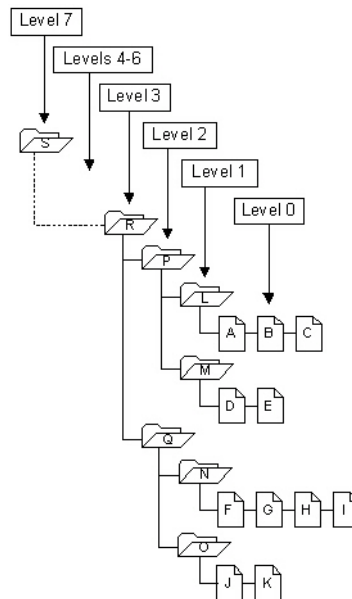 Level 7
Levels 4-6
Level 3
Level 2
Level 1
Level 0
S
R
P
L
A B C
M
D E
Q
N
F G H I
O
J K